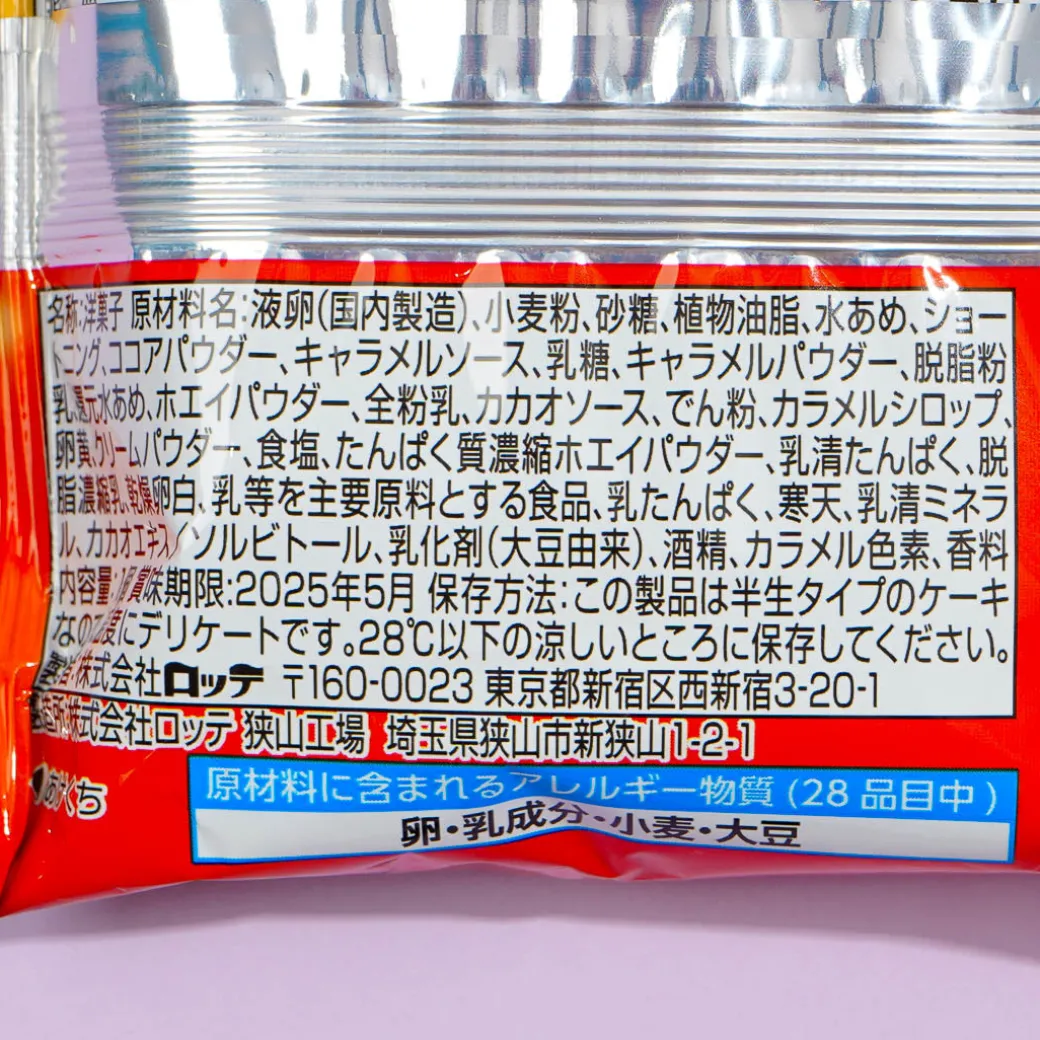 名称:洋菓子 原材料名:液卵(国内製造)、小麦粉、砂糖、植物油脂、水あめ、ショー
トニング、ココアパウダー、キャラメルソース、乳糖、キャラメルパウダー、脱脂粉
乳、還元水あめ、ホエイパウダー、全粉乳、カカオソース、でん粉、カラメルシロップ、
卵黄、クリームパウダー、食塩、たんぱく質濃縮ホエイパウダー、乳清たんぱく、脱
脂濃縮乳、乾燥卵白、乳等を主要原料とする食品、乳たんぱく、寒天、乳清ミネラ
ル、カカオエキス/ソルビトール、乳化剤(大豆由来)、酒精、カラメル色素、香料
内容量:1個 賞味期限:2025年5月 保存方法:この製品は半生タイプのケーキ
なので温度にデリケートです。28℃以下の涼しいところに保存してください。
株式会社ロッテ 〒160-0023 東京都新宿区西新宿3-20-1
株式会社ロッテ 狭山工場 埼玉県狭山市新狭山1-2-1
あけくち
原材料に含まれるアレルギー物質(28品目中)
卵・乳成分・小麦・大豆